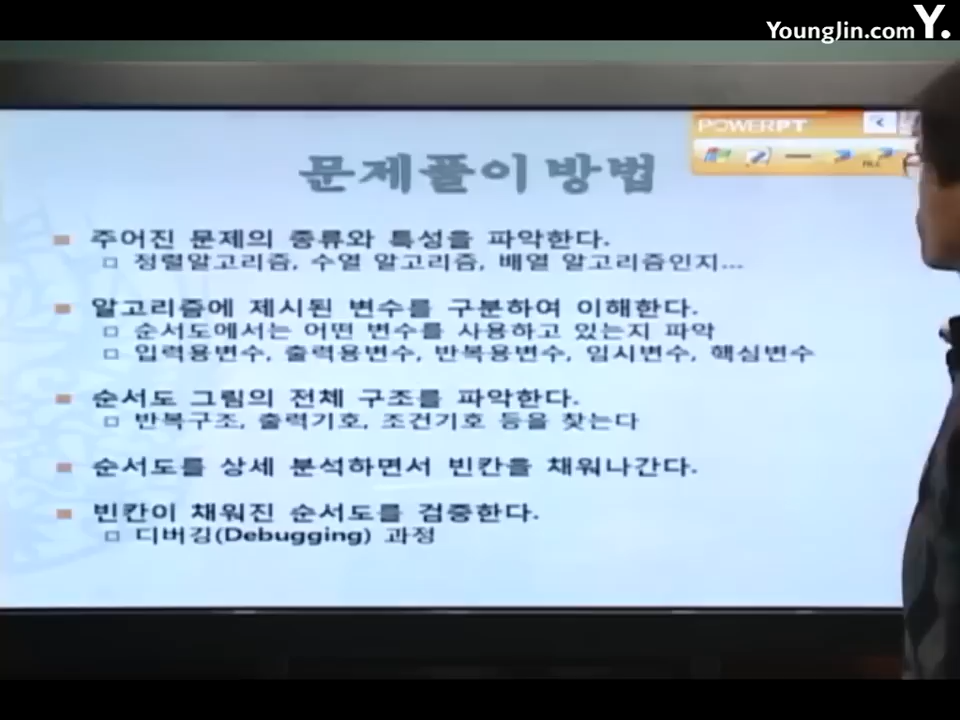 YoungJin.com Y.
POWERPT
문제풀이 방법
주어진 문제의 종류와 특성을 파악한다.
정렬알고리즘, 수열 알고리즘, 배열 알고리즘인지...
알고리즘에 제시된 변수를 구분하여 이해한다.
순서도에서는 어떤 변수를 사용하고 있는지 파악
입력용변수, 출력용변수, 반복용변수, 임시변수, 핵심변수
순서도 그림의 전체 구조를 파악한다.
반복구조, 출력기호, 조건기호 등을 찾는다
순서도를 상세 분석하면서 빈칸을 채워나간다.
빈칸이 채워진 순서도를 검증한다.
디버깅(Debugging) 과정